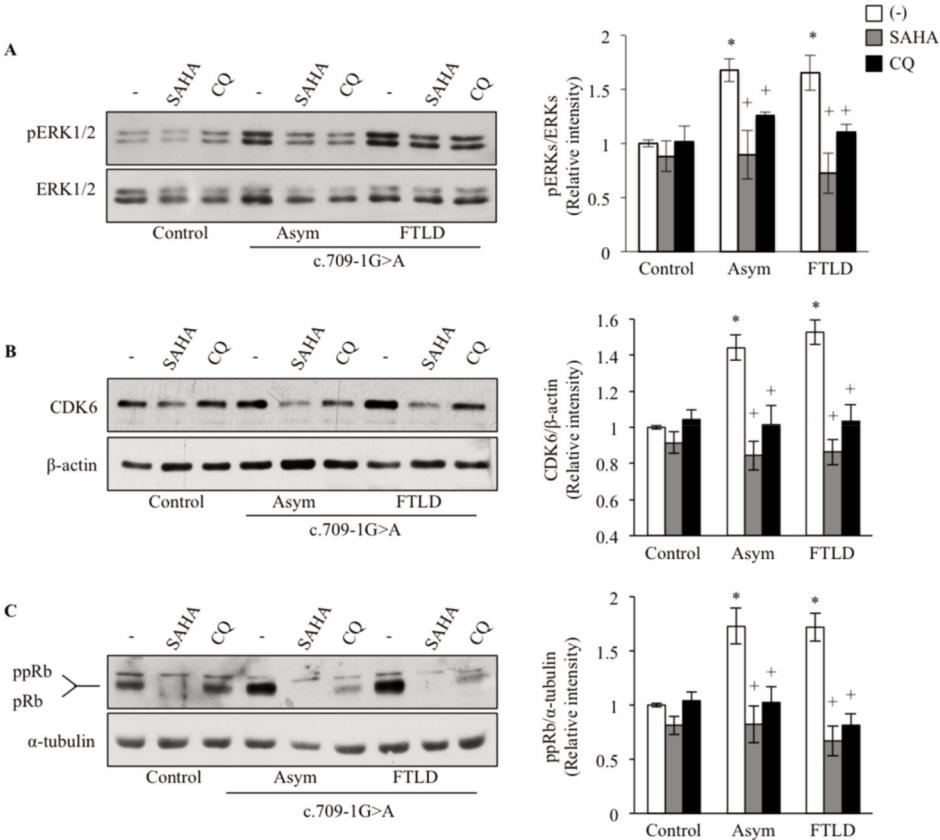 A
- SAHA CQ - SAHA CQ - SAHA CQ
pERK1/2
ERK1/2
Control Asym FTLD
c.709-1G>A
(-)
SAHA
CQ
pERKs/ERKs
(Relative intensity)
2
1.5
1
0.5
0
* + + * + +
Control Asym FTLD
B
- SAHA CQ - SAHA CQ - SAHA CQ
CDK6
β-actin
Control Asym FTLD
c.709-1G>A
CDK6/β-actin
(Relative intensity)
1.6
1.4
1.2
1
0.8
0.6
0.4
* + + * + +
Control Asym FTLD
C
- SAHA CQ - SAHA CQ - SAHA CQ
ppRb
pRb
α-tubulin
Control Asym FTLD
c.709-1G>A
ppRb/α-tubulin
(Relative intensity)
2
1.5
1
0.5
0
* + + * + +
Control Asym FTLD